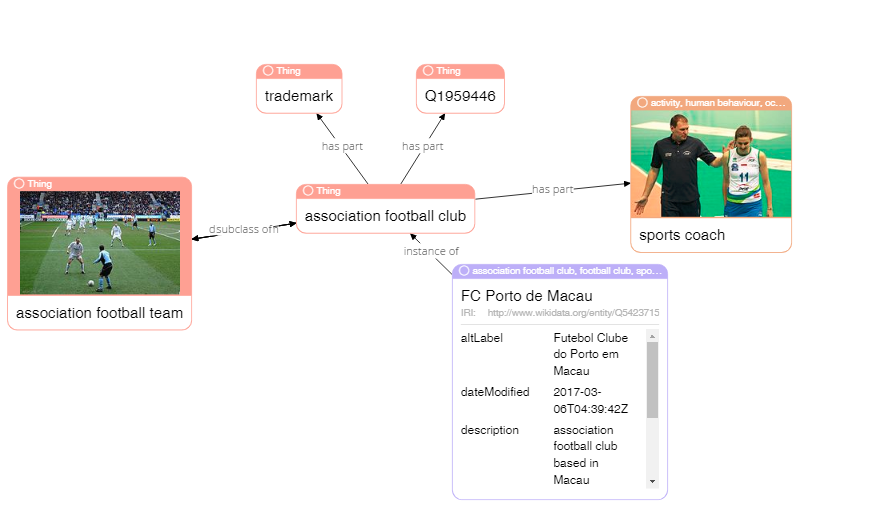 Thing
trademark
Thing
Q1959446
activity, human behaviour, oc...
11
sports coach
has part
has part
has part
Thing
association football club
Thing
association football team
instance of
association football club, football club, spo...
FC Porto de Macau
IRI: http://www.wikidata.org/entity/Q5423715
altLabel Futebol Clube
do Porto em
Macau
dateModified 2017-03-
06T04:39:42Z
description association
football club
based in
Macau